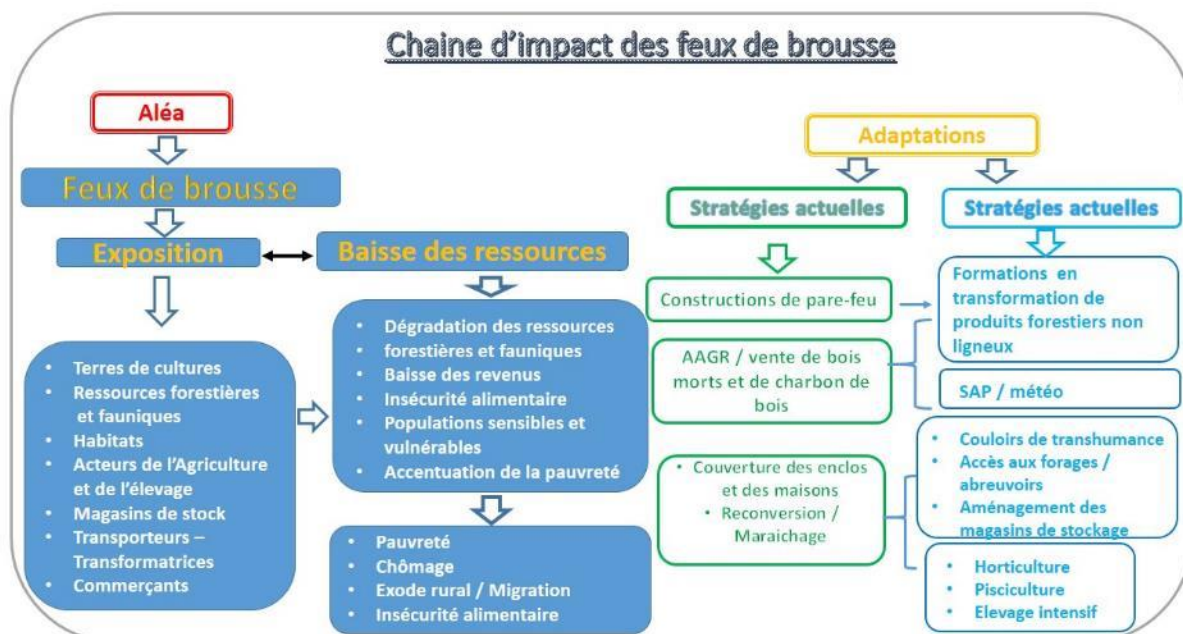 Chaine d'impact des feux de brousse
Aléa
Feux de brousse
Exposition
Baisse des ressources
• Terres de cultures
• Ressources forestières
et fauniques
• Habitats
• Acteurs de l'Agriculture
et de l'élevage
• Magasins de stock
• Transporteurs –
Transformatrices
• Commerçants
• Dégradation des ressources
• forestières et fauniques
• Baisse des revenus
• Insécurité alimentaire
• Populations sensibles et
vulnérables
• Accentuation de la pauvreté
• Pauvreté
• Chômage
• Exode rural / Migration
• Insécurité alimentaire
Adaptations
Stratégies actuelles
Constructions de pare-feu
AAGR / vente de bois
morts et de charbon de
bois
• Couverture des enclos
et des maisons
• Reconversion /
Maraichage
Stratégies actuelles
Formations en
transformation de
produits forestiers non
ligneux
SAP / météo
• Couloirs de transhumance
• Accès aux forages /
abreuvoirs
• Aménagement des
magasins de stockage
• Horticulture
• Pisciculture
• Elevage intensif